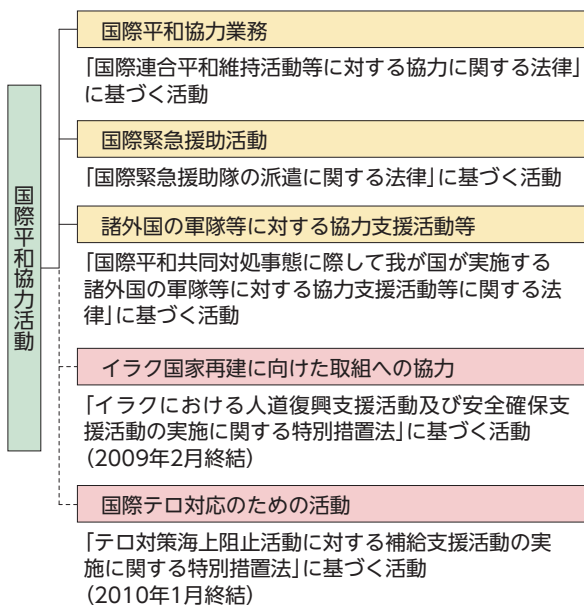 国際平和協力活動
国際平和協力業務
「国際連合平和維持活動等に対する協力に関する法律」
に基づく活動
国際緊急援助活動
「国際緊急援助隊の派遣に関する法律」に基づく活動
諸外国の軍隊等に対する協力支援活動等
「国際平和共同対処事態に際して我が国が実施する
諸外国の軍隊等に対する協力支援活動等に関する法
律」に基づく活動
イラク国家再建に向けた取組への協力
「イラクにおける人道復興支援活動及び安全確保支
援活動の実施に関する特別措置法」に基づく活動
(2009年2月終結)
国際テロ対応のための活動
「テロ対策海上阻止活動に対する補給支援活動の実
施に関する特別措置法」に基づく活動
(2010年1月終結)